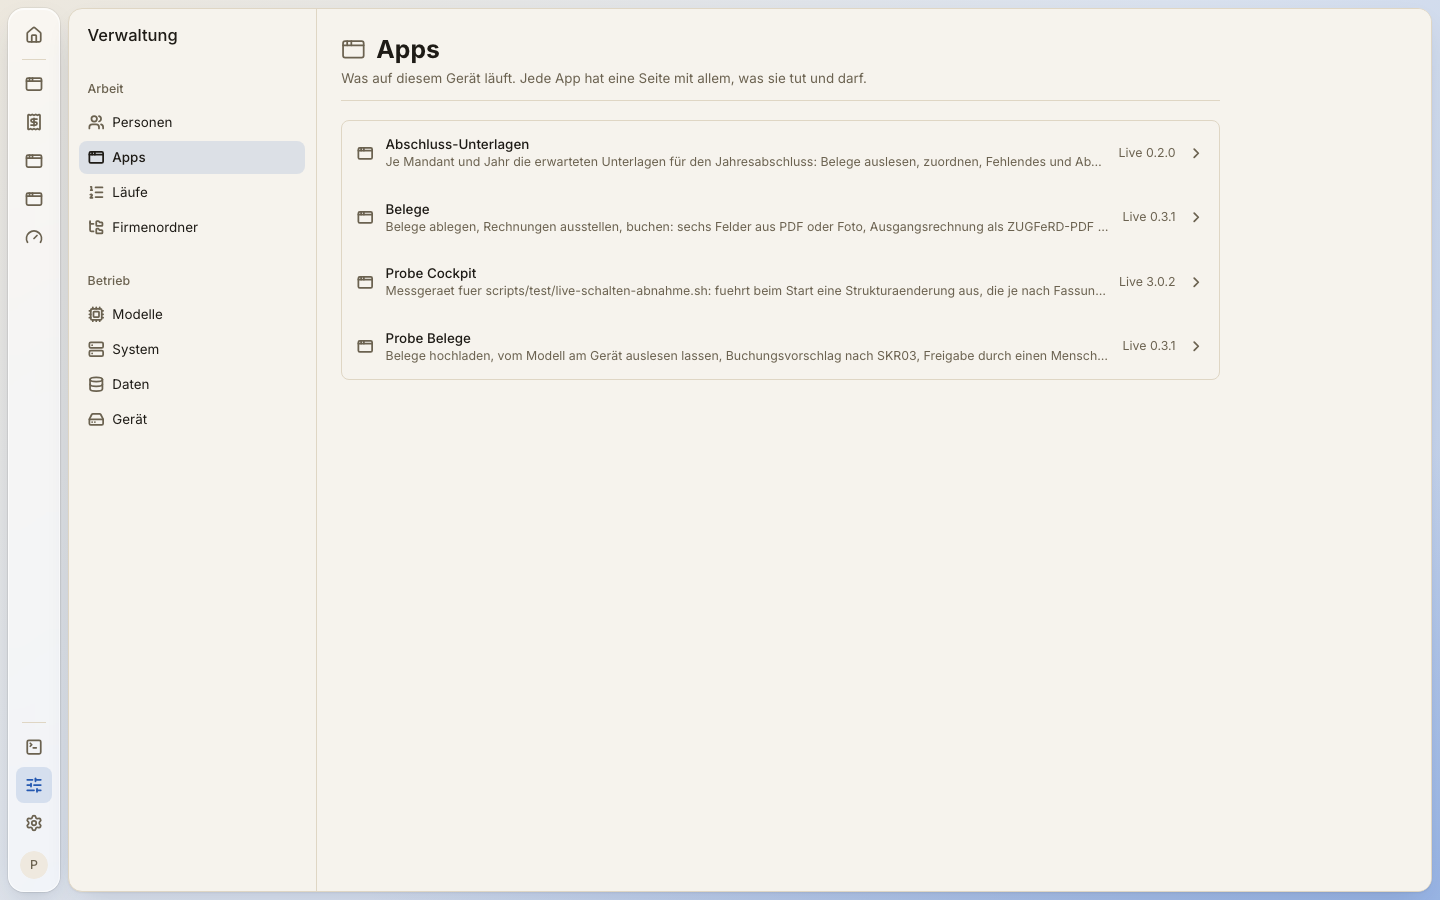 Verwaltung
Arbeit
Personen
Apps
Läufe
Firmenordner
Betrieb
Modelle
System
Daten
Gerät
P
Apps
Was auf diesem Gerät läuft. Jede App hat eine Seite mit allem, was sie tut und darf.
Abschluss-Unterlagen
Je Mandant und Jahr die erwarteten Unterlagen für den Jahresabschluss: Belege auslesen, zuordnen, Fehlendes und Ab...
Live 0.2.0
Belege
Belege ablegen, Rechnungen ausstellen, buchen: sechs Felder aus PDF oder Foto, Ausgangsrechnung als ZUGFeRD-PDF ...
Live 0.3.1
Probe Cockpit
Messgeraet fuer scripts/test/live-schalten-abnahme.sh: fuehrt beim Start eine Strukturaenderung aus, die je nach Fassun...
Live 3.0.2
Probe Belege
Belege hochladen, vom Modell am Gerät auslesen lassen, Buchungsvorschlag nach SKR03, Freigabe durch einen Mensch...
Live 0.3.1